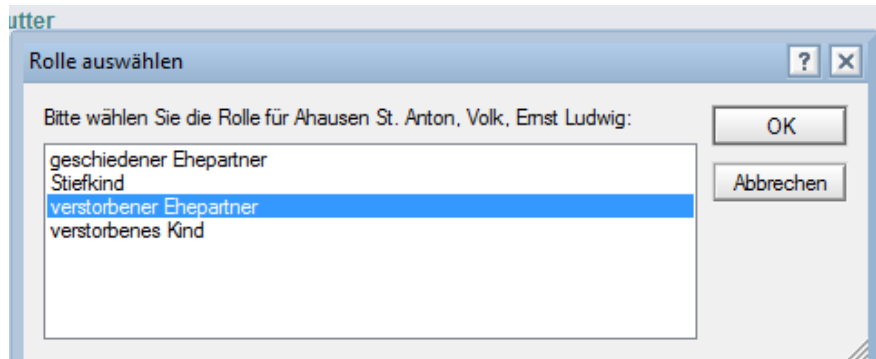 utter
Rolle auswählen
Bitte wählen Sie die Rolle für Ahausen St. Anton, Volk, Ernst Ludwig:
OK
geschiedener Ehepartner
Stiefkind
Abbrechen
verstorbener Ehepartner
verstorbenes Kind